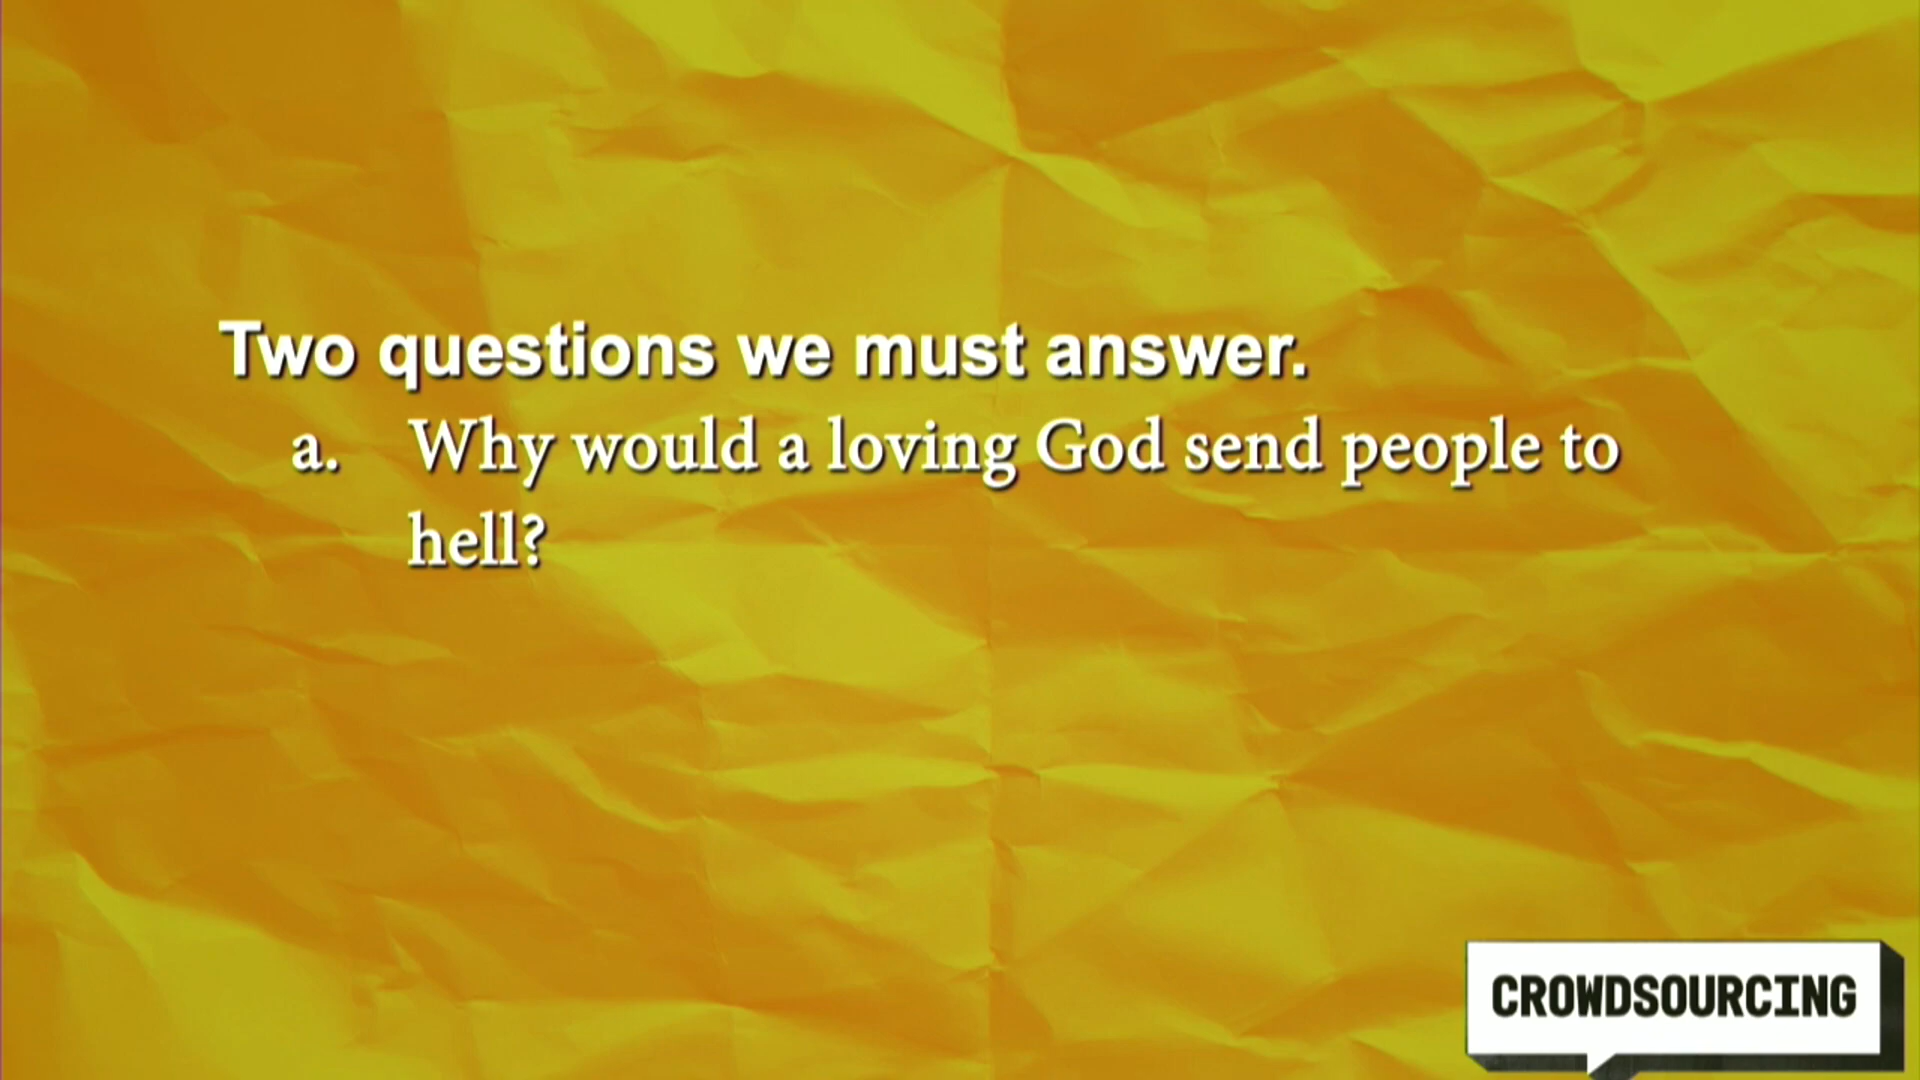 Two questions we must answer.
a. Why would a loving God send people to
hell?
CROWDSOURCING